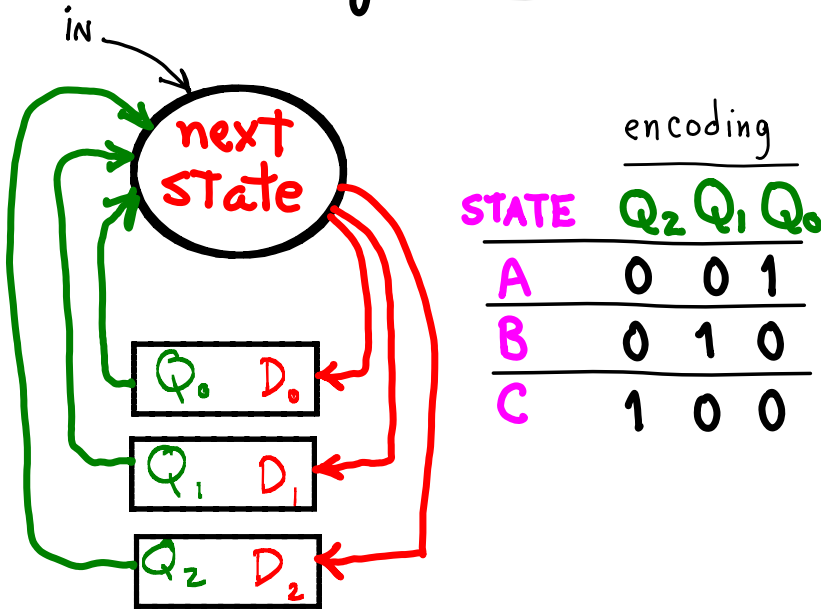 iN
next
state
Q₀ D₀
Q₁ D₁
Q₂ D₂
encoding
STATE Q₂ Q₁ Q₀
A 0 0 1
B 0 1 0
C 1 0 0